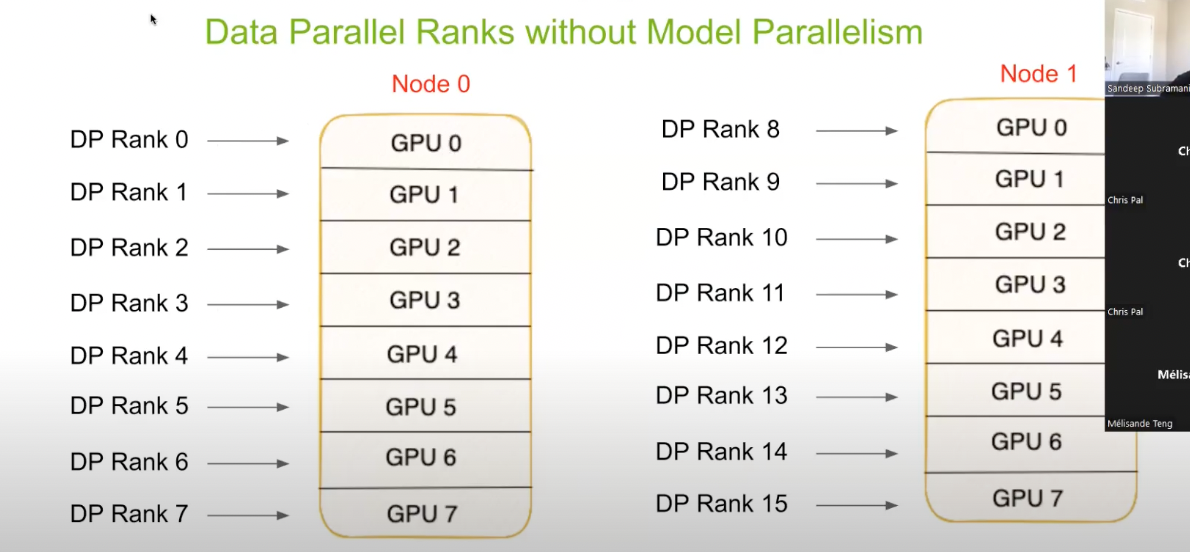 Data Parallel Ranks without Model Parallelism
Node 0
DP Rank 0
GPU 0
DP Rank 1
GPU 1
DP Rank 2
GPU 2
DP Rank 3
GPU 3
DP Rank 4
GPU 4
DP Rank 5
GPU 5
DP Rank 6
GPU 6
DP Rank 7
GPU 7
Node 1
DP Rank 8
GPU 0
DP Rank 9
GPU 1
DP Rank 10
GPU 2
DP Rank 11
GPU 3
DP Rank 12
GPU 4
DP Rank 13
GPU 5
DP Rank 14
GPU 6
DP Rank 15
GPU 7
Sandeep Subramani
Ch
Chris Pal
Ch
Chris Pal
Mélisa
Mélisande Teng